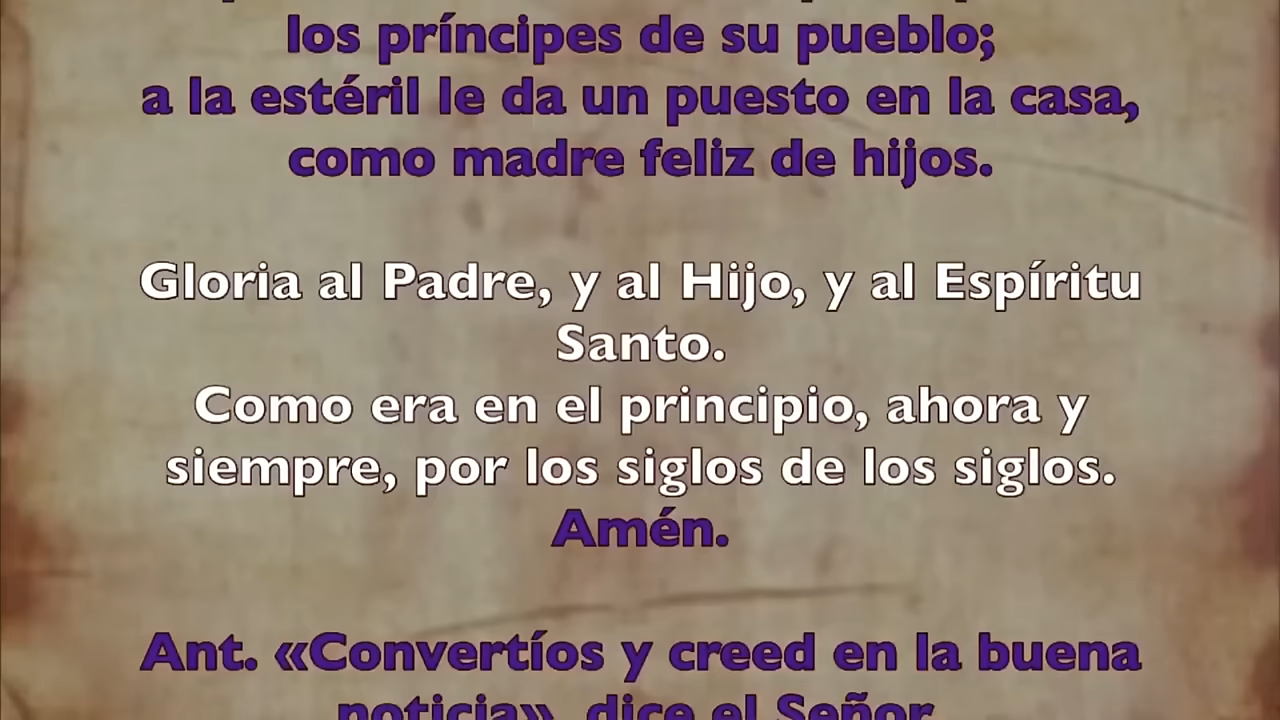 los príncipes de su pueblo;
a la estéril le da un puesto en la casa,
como madre feliz de hijos.
Gloria al Padre, y al Hijo, y al Espíritu
Santo.
Como era en el principio, ahora y
siempre, por los siglos de los siglos.
Amén.
Ant. «Convertíos y creed en la buena
noticia», dice el Señor.